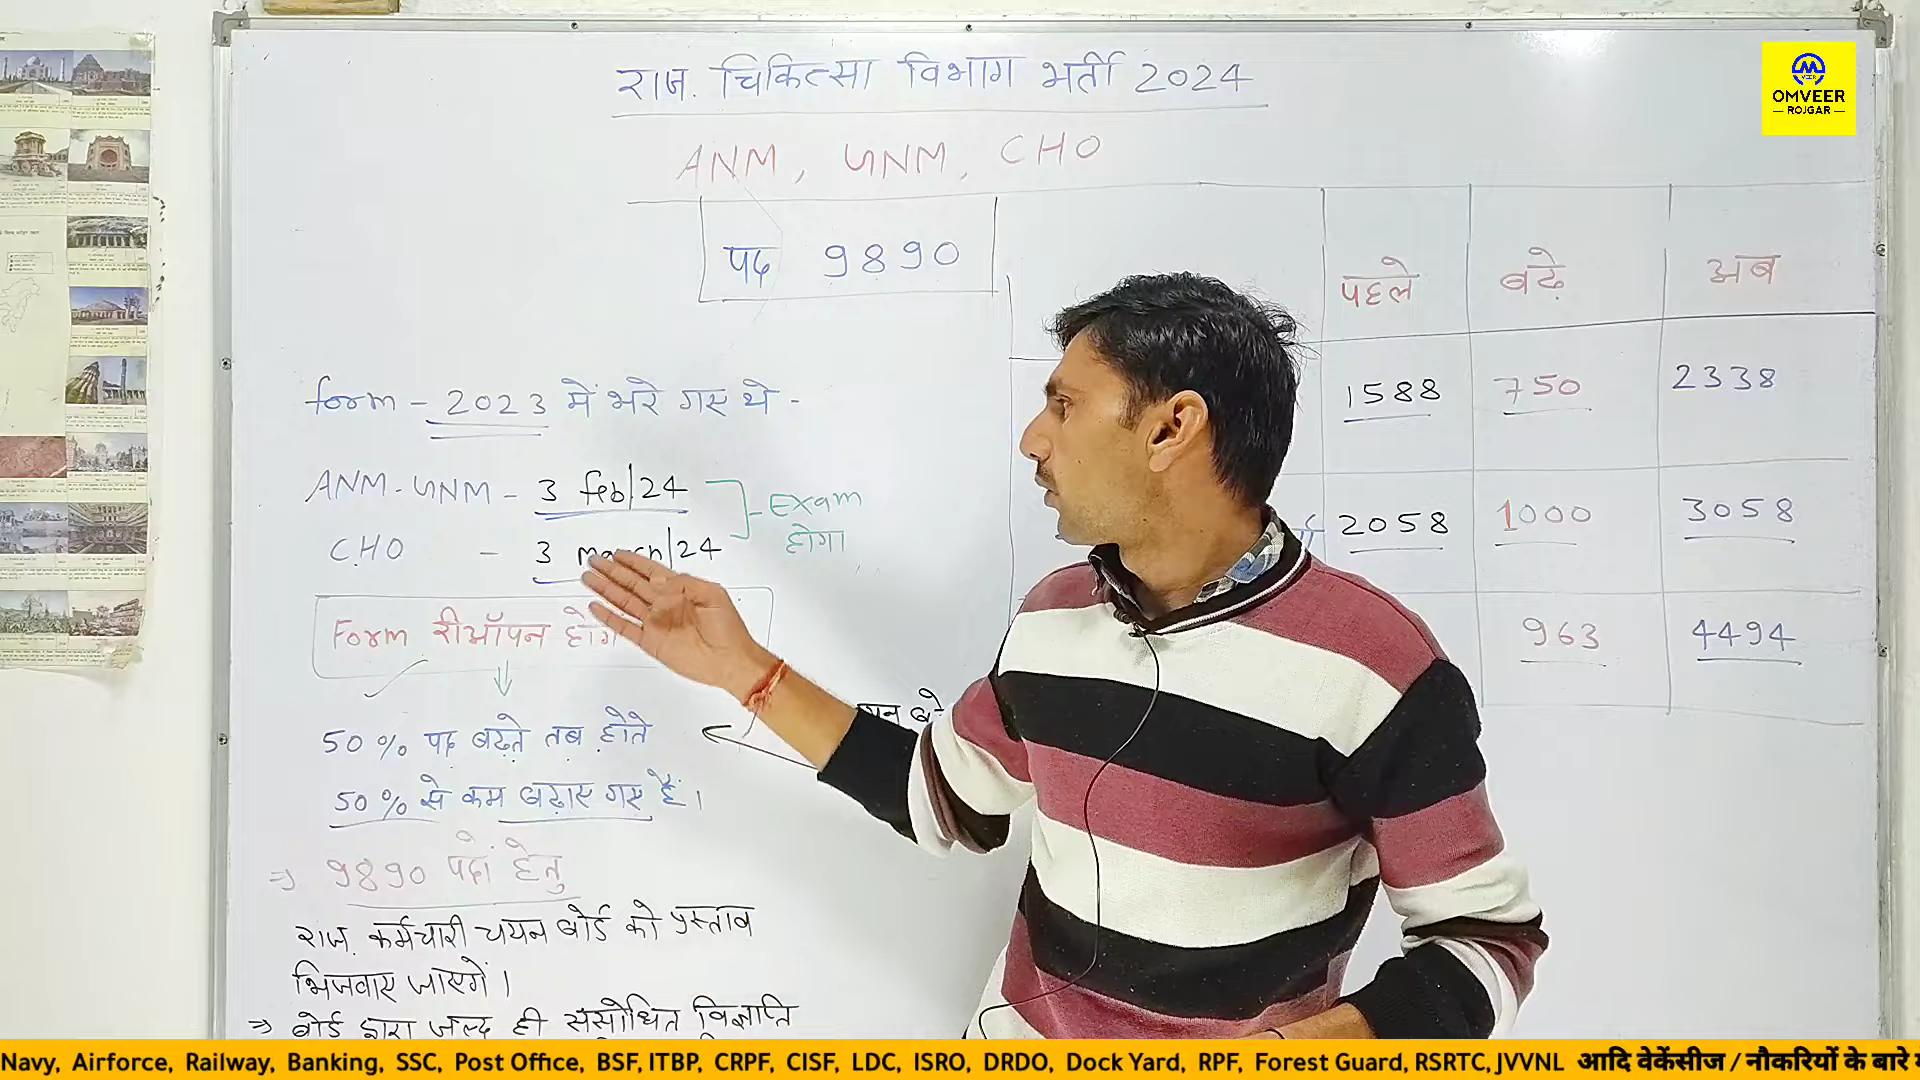 राज. चिकित्सा विभाग भर्ती 2024
ANM, GNM, CHO
पद 9890
OMVEER
ROJGAR
पहले बढ़े अब
1588 750 2338
2058 1000 3058
963 4494
form - 2023 में भरे गए थे -
ANM-GNM - 3 feb/24
CHO - 3 march/24
Exam
होगा
Form रीऑपन
50% पद बढ़ते तब होते
50% से कम बढ़ाए गए हैं।
⇒ 9890 पदों हेतु
राज. कर्मचारी चयन बोर्ड को प्रस्ताव
भिजवाए जाएगें।
⇒ बोर्ड द्वारा जल्द ही संसोधित विज्ञप्ति
Navy, Airforce, Railway, Banking, SSC, Post Office, BSF, ITBP, CRPF, CISF, LDC, ISRO, DRDO, Dock Yard, RPF, Forest Guard, RSRTC, JVVNL आदि वेकेंसीज / नौकरियों के बारे